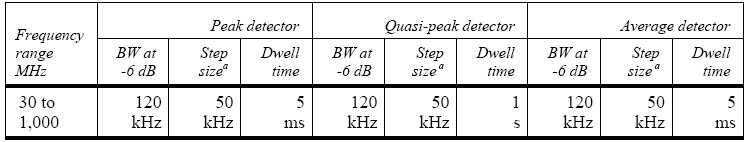 Frequency range MHz Peak detector Quasi-peak detector Average detector
BW at -6 dB Step size^a Dwell time BW at -6 dB Step size^a Dwell time BW at -6 dB Step size^a Dwell time
30 to 1,000 120 kHz 50 kHz 5 ms 120 kHz 50 kHz 1 s 120 kHz 50 kHz 5 ms